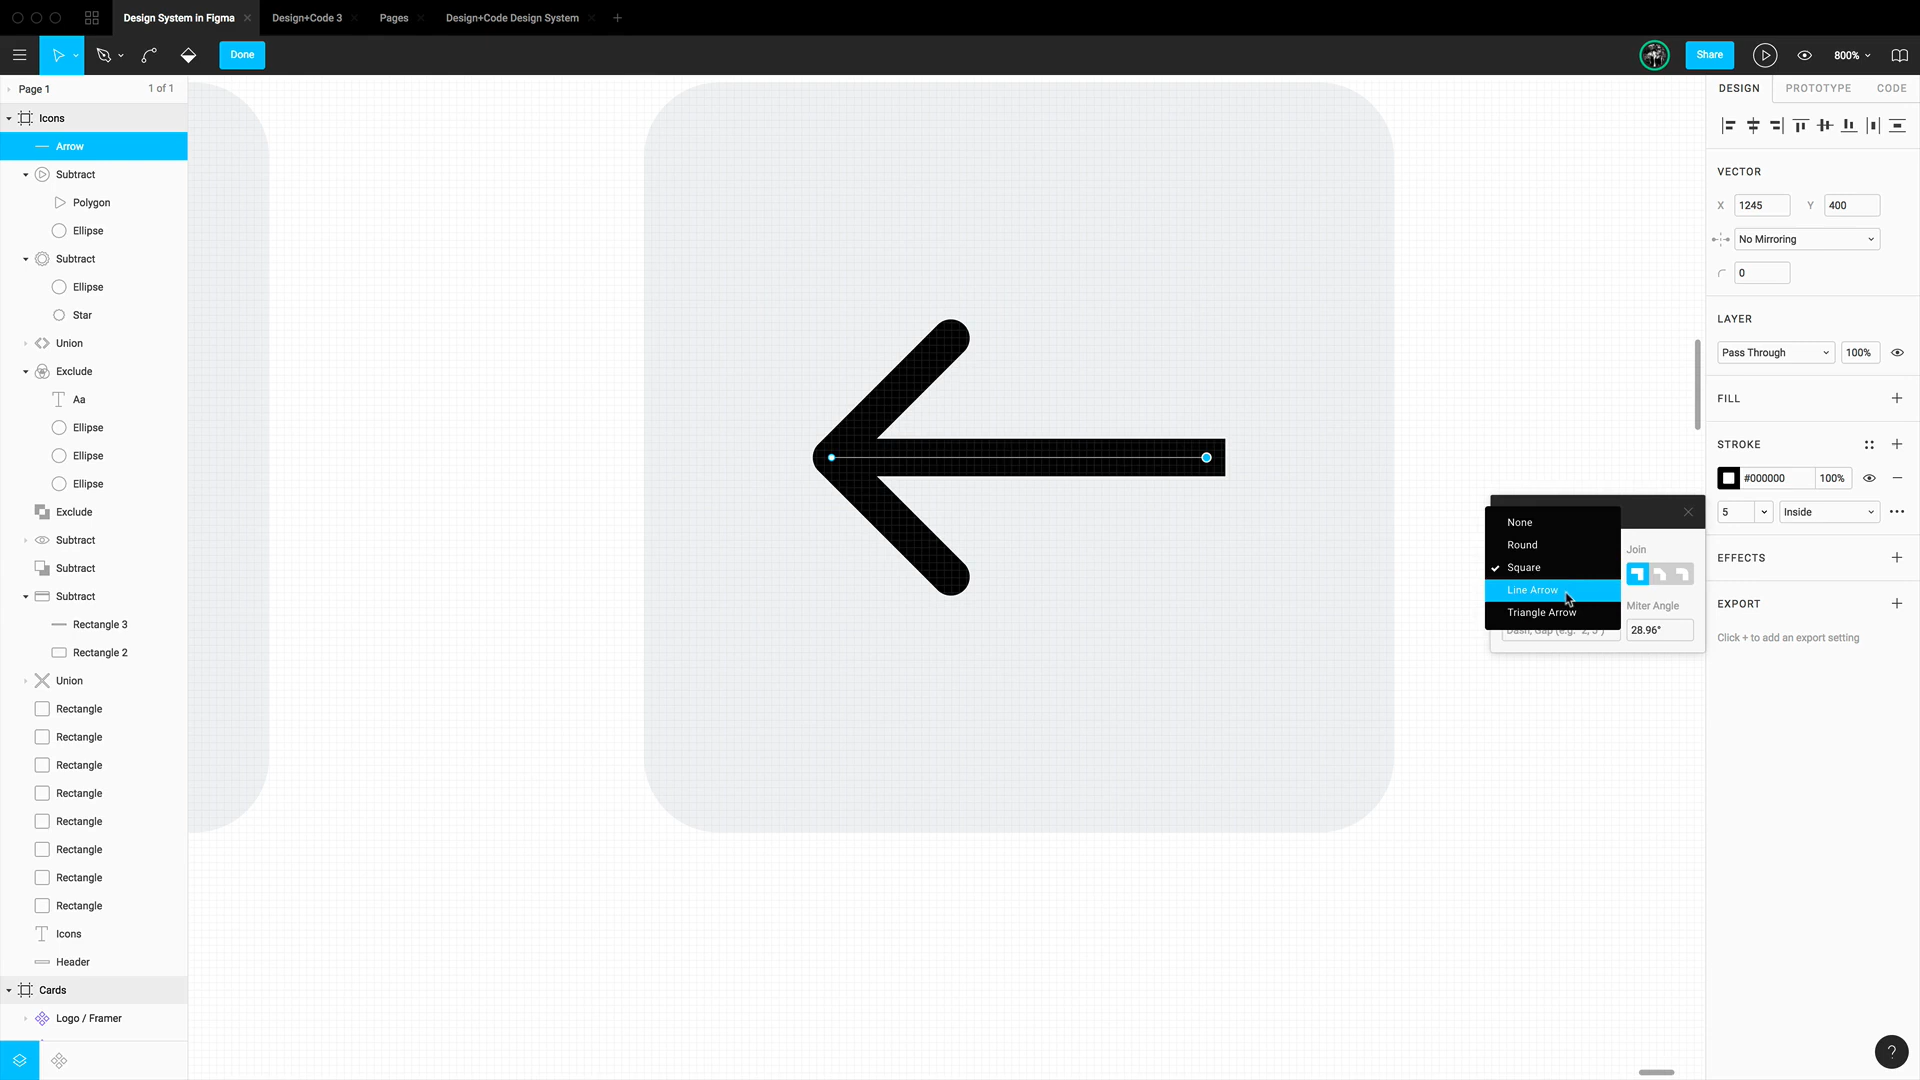 Design System in Figma
Design+Code 3
Pages
Design+Code Design System
Done
Share
800%
Page 1
1 of 1
Icons
Arrow
Subtract
Polygon
Ellipse
Subtract
Ellipse
Star
Union
Exclude
Aa
Ellipse
Ellipse
Ellipse
Exclude
Subtract
Subtract
Subtract
Rectangle 3
Rectangle 2
Union
Rectangle
Rectangle
Rectangle
Rectangle
Rectangle
Rectangle
Rectangle
Rectangle
Icons
Header
Cards
Logo / Framer
None
Round
Square
Line Arrow
Triangle Arrow
Dash, Gap (e.g. "2, 5")
Join
Miter Angle
28.96°
DESIGN
PROTOTYPE
CODE
VECTOR
X 1245
Y 400
No Mirroring
0
LAYER
Pass Through
100%
FILL
STROKE
#000000
100%
5
Inside
EFFECTS
EXPORT
Click + to add an export setting
?